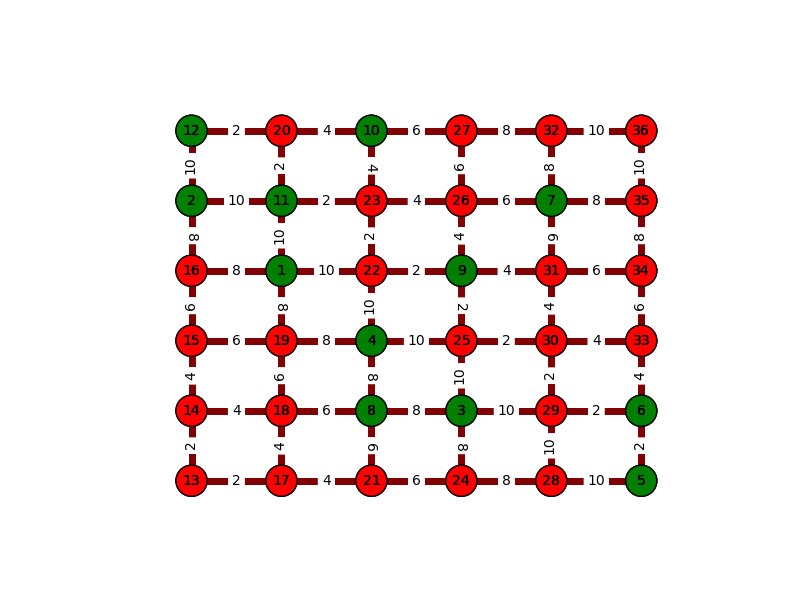 12 2 20 4 10 6 27 8 32 10 36
10 2 4 6 8 10
2 10 11 2 23 4 26 6 7 8 35
8 10 2 4 6 8
16 8 1 10 22 2 9 4 31 6 34
6 8 10 2 4 6
15 6 19 8 4 10 25 2 30 4 33
4 6 8 10 2 4
14 4 18 6 8 8 3 10 29 2 6
2 4 6 8 10 2
13 2 17 4 21 6 24 8 28 10 5